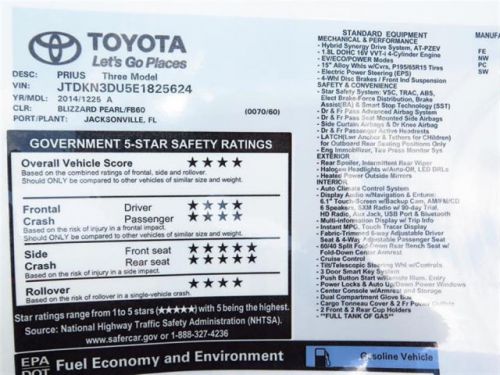 TOYOTA
Let's Go Places
DESC: PRIUS Three Model
VIN: JTDKN3DU5E1825624
YR/MDL: 2014/1225 A
CLR: BLIZZARD PEARL/FB60 (0070/60)
PORT/PLANT: JACKSONVILLE, FL
GOVERNMENT 5-STAR SAFETY RATINGS
Overall Vehicle Score ★★★★
Based on the combined ratings of frontal, side and rollover.
Should ONLY be compared to other vehicles of similar size and weight.
Frontal Crash
Driver ★★★★
Passenger ★★★★
Based on the risk of injury in a frontal impact.
Should ONLY be compared to other vehicles of similar size and weight.
Side Crash
Front seat ★★★★★
Rear seat ★★★★★
Based on the risk of injury in a side impact.
Rollover ★★★★
Based on the risk of rollover in a single-vehicle crash.
Star ratings range from 1 to 5 stars (★★★★★) with 5 being the highest.
Source: National Highway Traffic Safety Administration (NHTSA).
www.safercar.gov or 1-888-327-4236
EPA
DOT
Fuel Economy and Environment
Gasoline Vehicle
STANDARD EQUIPMENT
MECHANICAL & PERFORMANCE
- Hybrid Synergy Drive System, AT-PZEV
- 1.8L DOHC 16V VVT-i 4-Cylinder Engine
- EV/ECO/POWER Modes
- 15" Alloy Whls w/Cvrs, P195/65R15 Tires
- Electric Power Steering (EPS)
- 4-Whl Disc Brakes / Frt Ind Suspension
SAFETY & CONVENIENCE
- Star Safety System: VSC, TRAC, ABS,
Elect Brake-Force Distribution, Brake
Assist(BA) & Smart Stop Technology (SST)
- Dr & Fr Pass Advanced Airbag System
- Dr & Fr Pas Seat Mounted Side Airbags
- Side Curtain Airbags & Dr Knee Airbag
- Dr & Fr Passenger Active Headrests
- LATCH(Lwr Anchor & Tethers for CHildren)
for Outboard Rear Seating Positions Only
- Eng Immobilizer, Tire Press Monitor Sys
EXTERIOR
- Rear Spoiler, Intermittent Rear Wiper
- Halogen Headlights w/Auto-Off, LED DRLs
- Heated Power Outside Mirrors
INTERIOR
- Auto Climate Control System
- Display Audio w/Navigation & Entune:
6.1" Touch-Screen w/Backup Cam, AM/FM/CD
6 Speakers, SXM Radio w/ 90-day Trial,
HD Radio, Aux Jack, USB Port & Bluetooth
- Multi-Information Display w/ Trip Info
- Instant MPG, Touch Tracer Display
- Fabric-Trimmed 6-way Adjustable Driver
Seat & 4-Way Adjustable Passenger Seat
- 60/40 Split Fold-Down Rear Bench Seat w/
Fold-Down Center Armrest
- Cruise Control
- Tilt/Telescopic Steering Whl w/Controls
- 3 Door Smart Key System
- Push Button Start w/Remote Illum. Entry
- Power Locks & Auto Up/Down Power Windows
- Center Console w/Armrest and Storage
- Dual Compartment Glove Box
- Cargo Tonneau Cover & 2 Fr Power Outlets
- 2 Front & 2 Rear Cup Holders
**FULL TANK OF GAS**
MANUFA
FE
NW
PC
SW